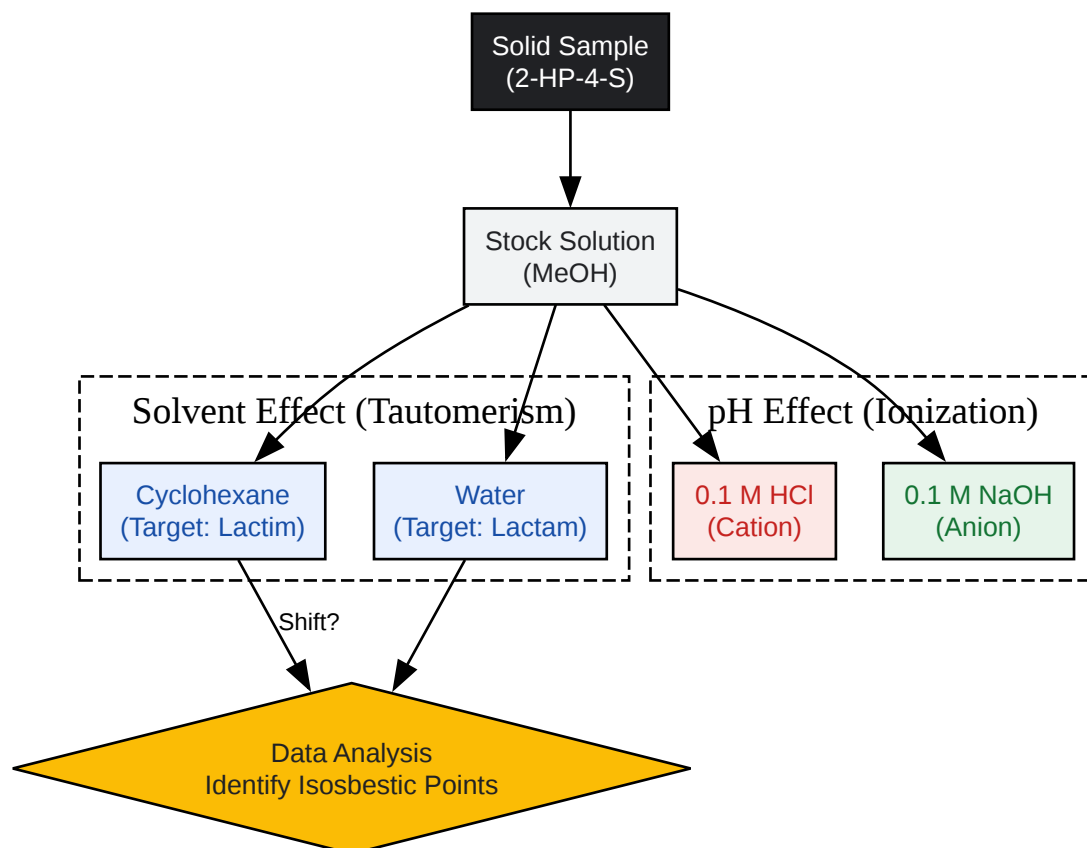 Solid Sample
(2-HP-4-S)
Stock Solution
(MeOH)
Solvent Effect (Tautomerism)
pH Effect (Ionization)
Cyclohexane
(Target: Lactim)
Water
(Target: Lactam)
0.1 M HCl
(Cation)
0.1 M NaOH
(Anion)
Shift?
Data Analysis
Identify Isosbestic Points